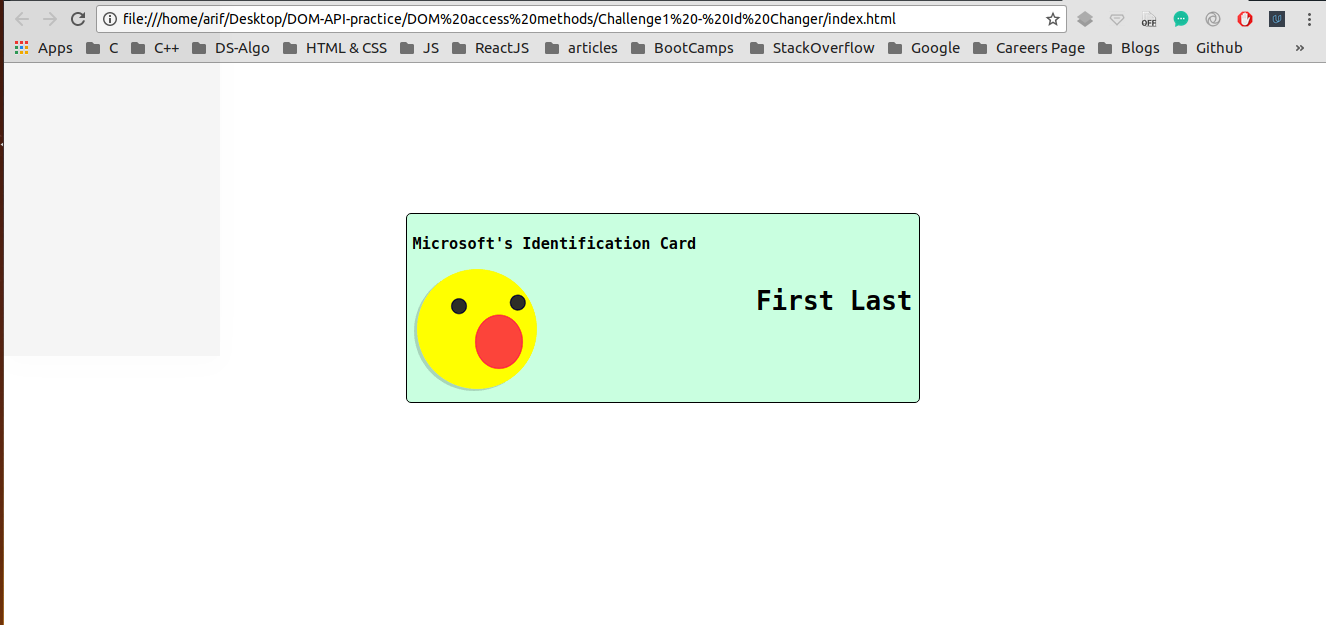 file:///home/arif/Desktop/DOM-API-practice/DOM%20access%20methods/Challenge1%20-%20Id%20Changer/index.html
OFF
Apps C C++ DS-Algo HTML & CSS JS ReactJS articles BootCamps StackOverflow Google Careers Page Blogs Github »
Microsoft's Identification Card
First Last